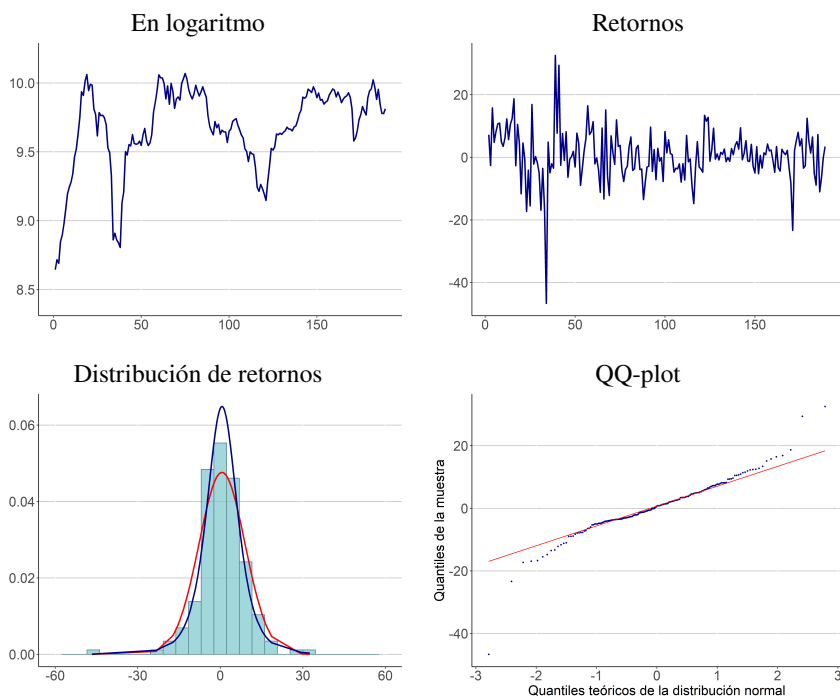 En logaritmo
10.0
9.5
9.0
8.5
0 50 100 150
Retornos
20
0
-20
-40
0 50 100 150
Distribución de retornos
0.06
0.04
0.02
0.00
-60 -30 0 30 60
QQ-plot
Quantiles de la muestra
20
0
-20
-40
-3 -2 -1 0 1 2 3
Quantiles teóricos de la distribución normal